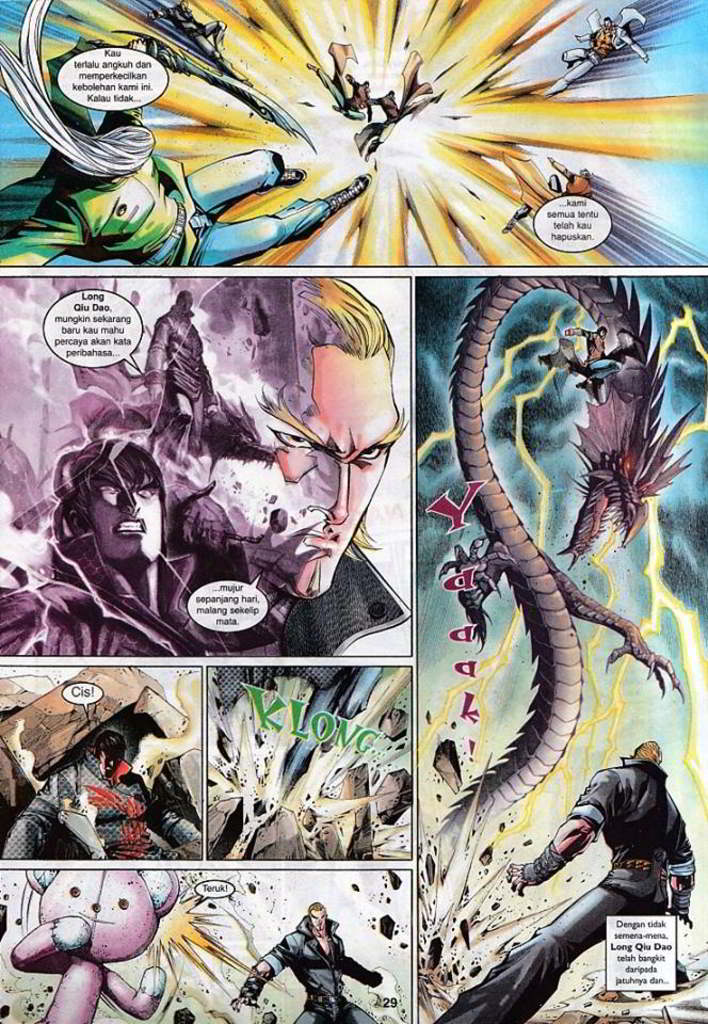 Kau
terlalu angkuh dan
memperkecilkan
kebolehan kami.
Kalau tidak...
...kami
semua tentu
telah kau
hapuskan.
Long
Qiu Dao,
mungkin sekarang
baru kau mahu
percaya akan kata
peribahasa...
...mujur
sepanjang hari,
malang sekelip
mata.
Yaaaak!
Cis!
KLONG
Teruk!
Dengan tidak
semena-mena,
Long Qiu Dao
telah bangkit
daripada
jatuhnya dan...
29